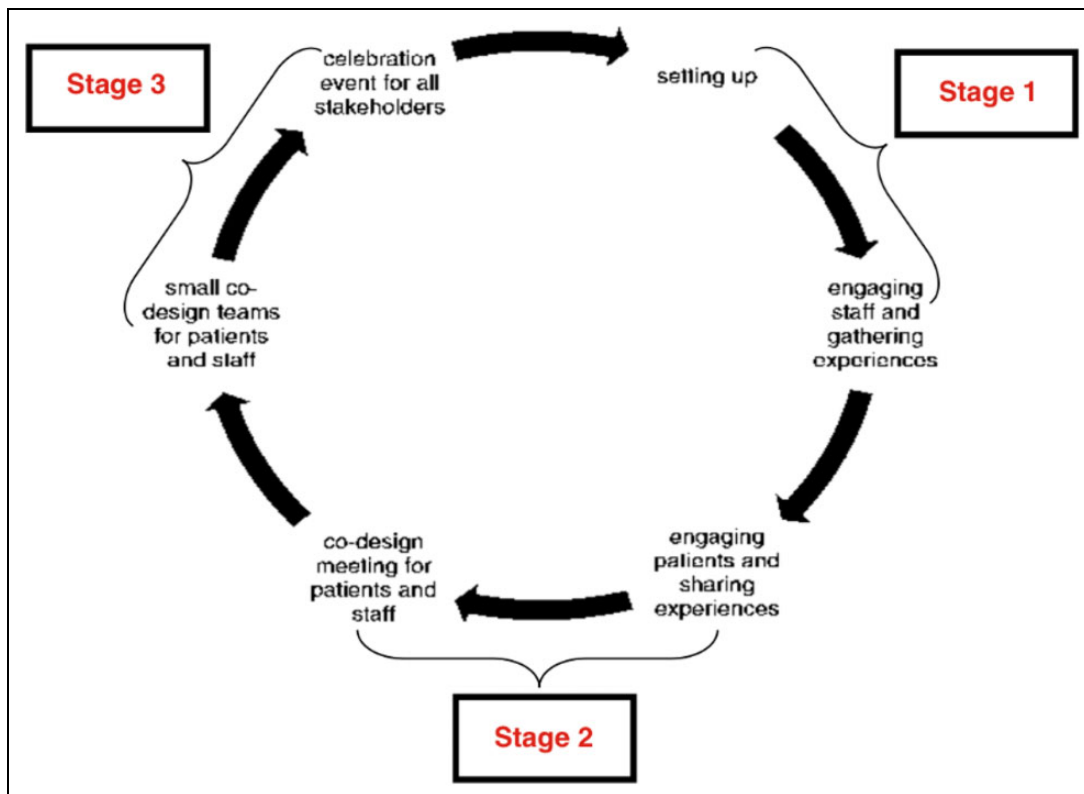 Stage 3
celebration
event for all
stakeholders
setting up
Stage 1
engaging
staff and
gathering
experiences
small co-
design teams
for patients
and staff
co-design
meeting for
patients and
staff
engaging
patients and
sharing
experiences
Stage 2